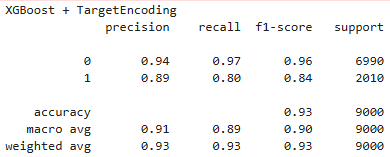 XGBoost + TargetEncoding
precision recall f1-score support
0 0.94 0.97 0.96 6990
1 0.89 0.80 0.84 2010
accuracy 0.93 9000
macro avg 0.91 0.89 0.90 9000
weighted avg 0.93 0.93 0.93 9000